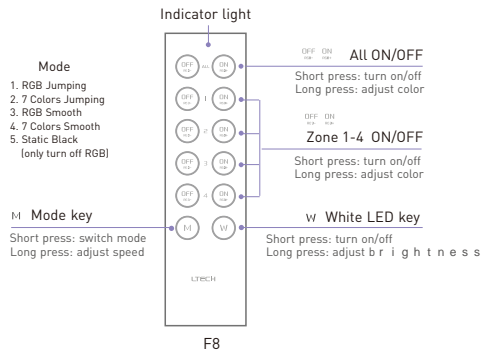 Indicator light
OFF ALL ON
All ON/OFF
Short press: turn on/off
Long press: adjust color
Mode
1. RGB Jumping
2. 7 Colors Jumping
3. RGB Smooth
4. 7 Colors Smooth
5. Static Black
(only turn off RGB)
OFF 1 ON
OFF 2 ON
OFF 3 ON
OFF 4 ON
OFF ON
OFF ON
Zone 1-4 ON/OFF
Short press: turn on/off
Long press: adjust color
M Mode key
Short press: switch mode
Long press: adjust speed
M W
W White LED key
Short press: turn on/off
Long press: adjust brightness
LTECH
F8